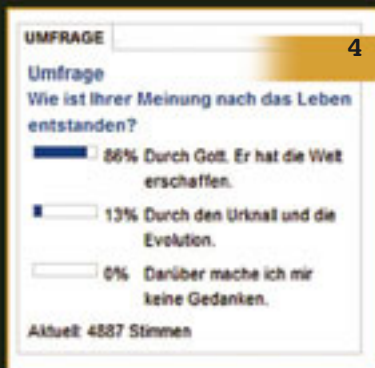 UMFRAGE
4
Umfrage
Wie ist Ihrer Meinung nach das Leben
entstanden?
86% Durch Gott. Er hat die Welt
erschaffen.
13% Durch den Urknall und die
Evolution.
0% Darüber mache ich mir
keine Gedanken.
Aktuell: 4887 Stimmen